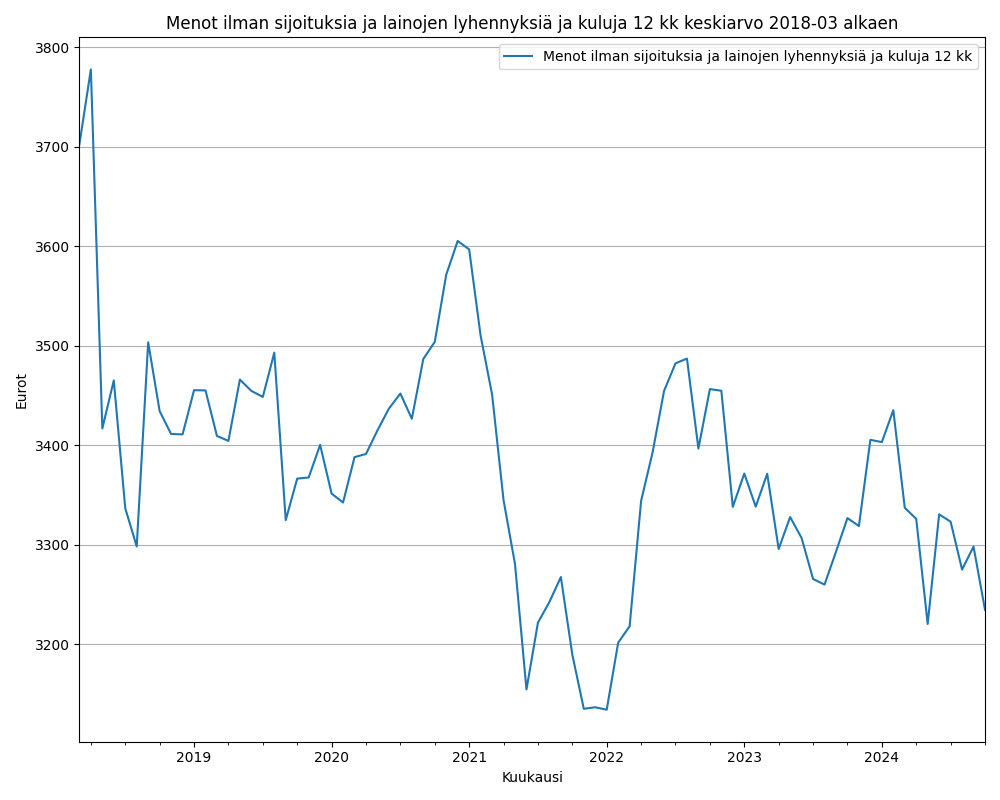 Menot ilman sijoituksia ja lainojen lyhennyksiä ja kuluja 12 kk keskiarvo 2018-03 alkaen
Menot ilman sijoituksia ja lainojen lyhennyksiä ja kuluja 12 kk
3800
3700
3600
3500
3400
3300
3200
Eurot
2019 2020 2021 2022 2023 2024
Kuukausi